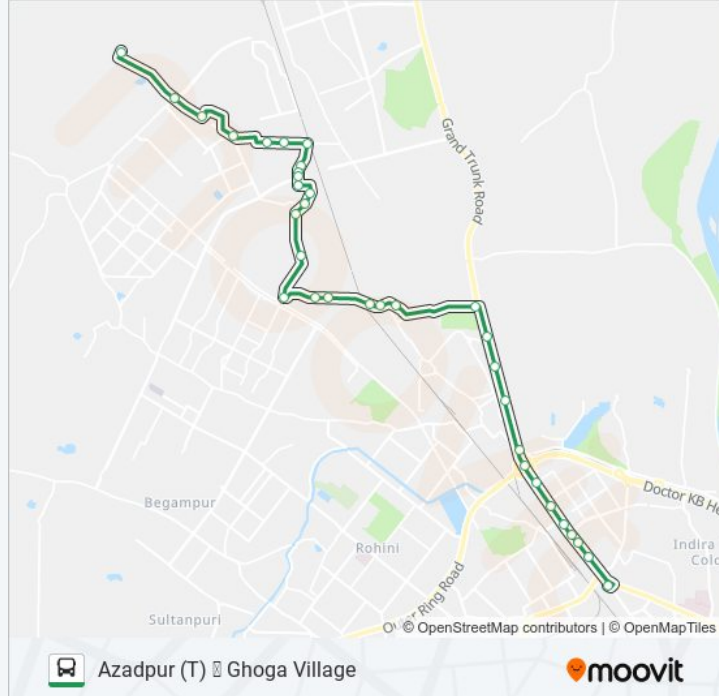 Grand Trunk Road
Doctor KB He
Begampur
Indira
Colo
Rohini
Outer Ring Road
Sultanpuri
© OpenStreetMap contributors | © OpenMapTiles
Azadpur (T) ▯ Ghoga Village
moovit